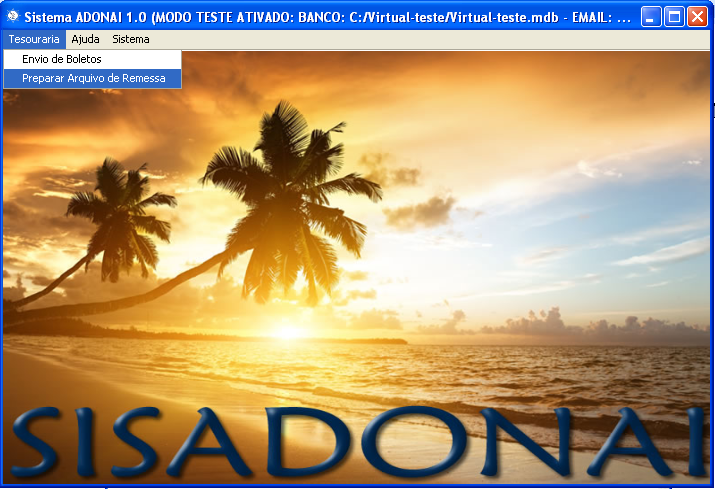 Sistema ADONAI 1.0 (MODO TESTE ATIVADO: BANCO: C:/Virtual-teste/Virtual-teste.mdb - EMAIL: ...
Tesouraria Ajuda Sistema
Envio de Boletos
Preparar Arquivo de Remessa
SISADONAI